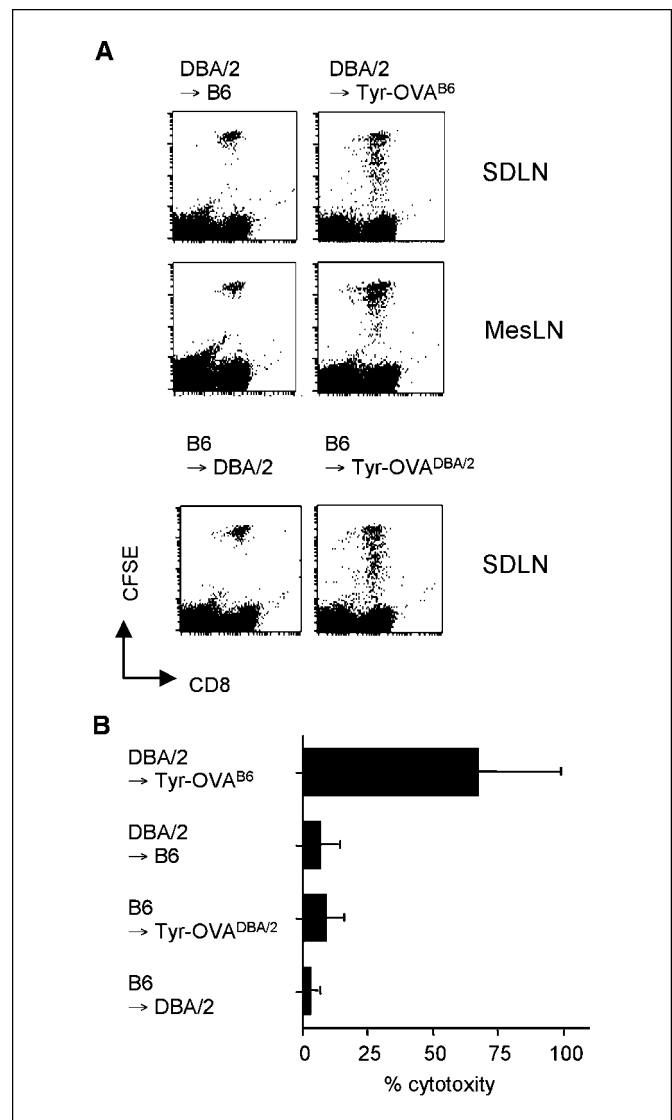 A
DBA/2 DBA/2
→ B6 → Tyr-OVA^B6
SDLN
MesLN
B6 B6
→ DBA/2 → Tyr-OVA^DBA/2
SDLN
CFSE
CD8
B
DBA/2
→ Tyr-OVA^B6
DBA/2
→ B6
B6
→ Tyr-OVA^DBA/2
B6
→ DBA/2
0 25 50 75 100
% cytotoxity